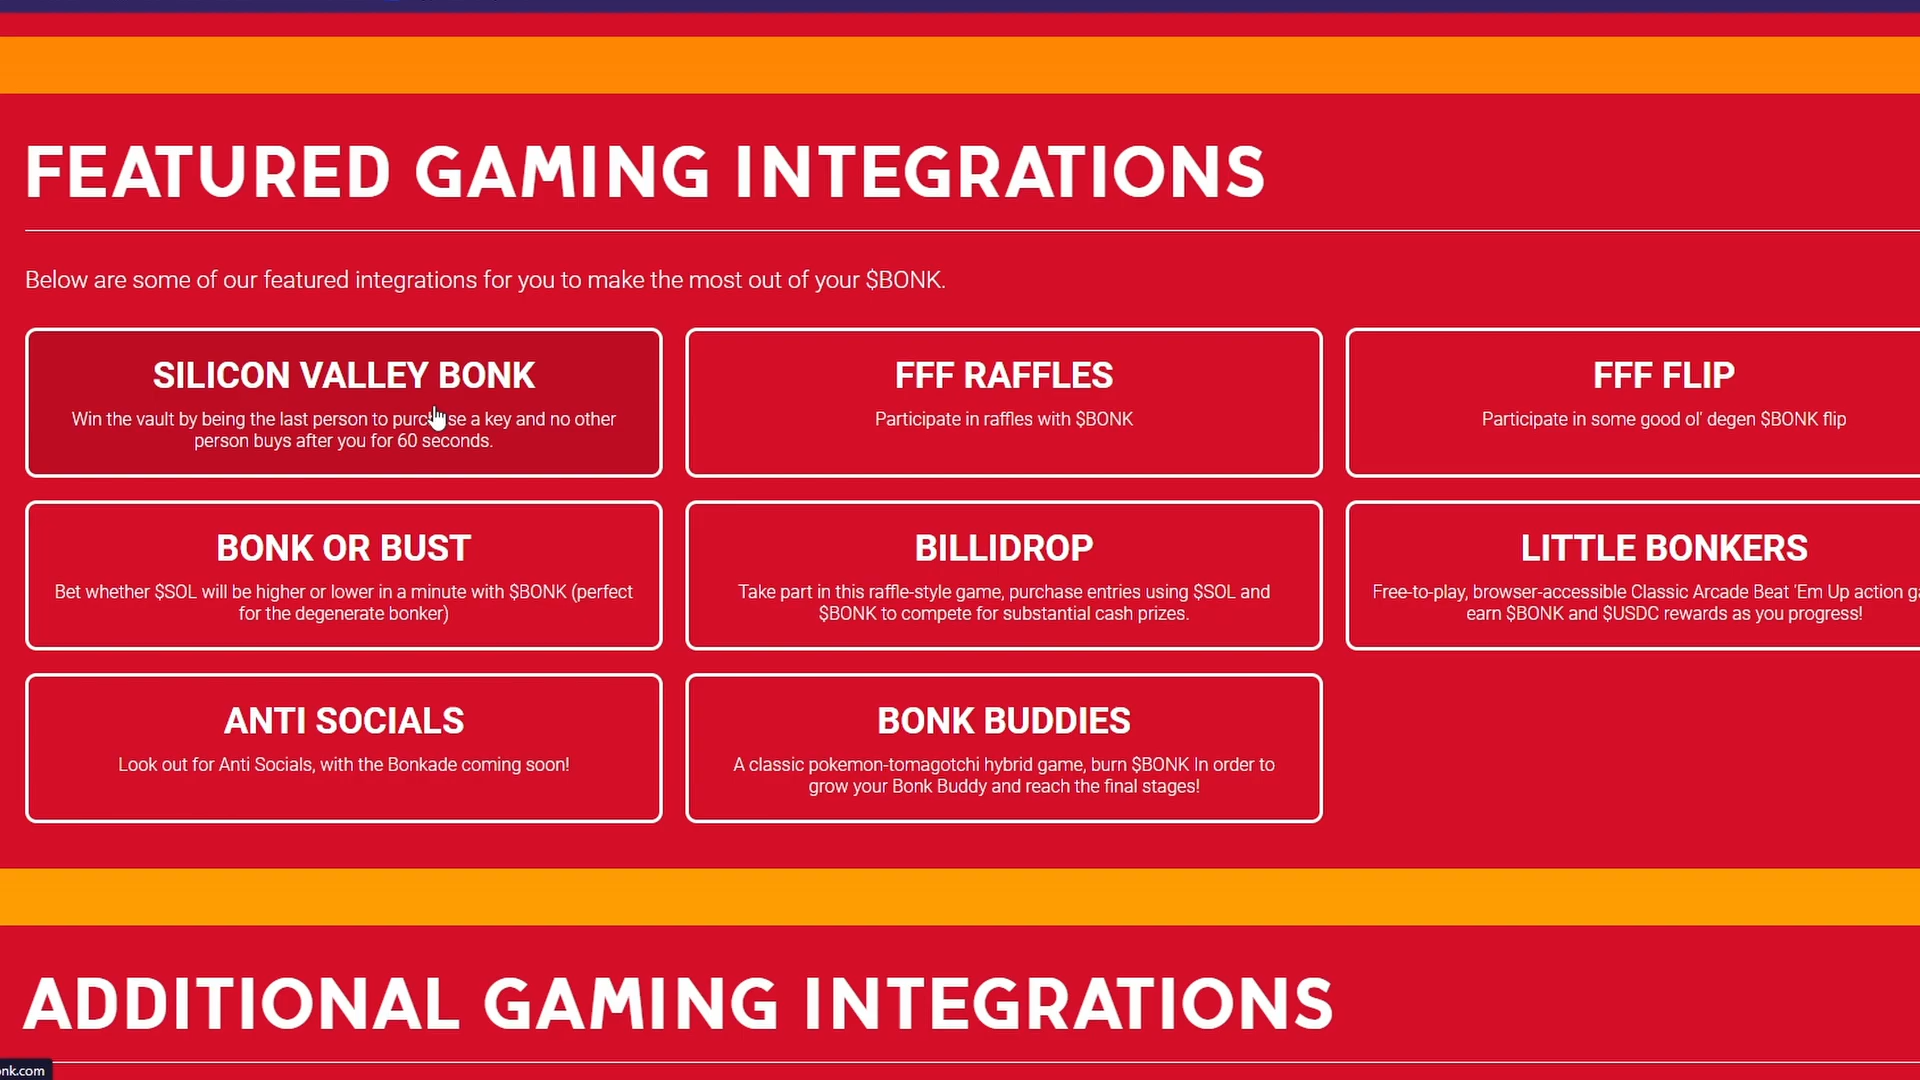 FEATURED GAMING INTEGRATIONS
Below are some of our featured integrations for you to make the most out of your $BONK.
SILICON VALLEY BONK
Win the vault by being the last person to purchase a key and no other
person buys after you for 60 seconds.
FFF RAFFLES
Participate in raffles with $BONK
FFF FLIP
Participate in some good ol' degen $BONK flip
BONK OR BUST
Bet whether $SOL will be higher or lower in a minute with $BONK (perfect
for the degenerate bonker)
BILLIDROP
Take part in this raffle-style game, purchase entries using $SOL and
$BONK to compete for substantial cash prizes.
LITTLE BONKERS
Free-to-play, browser-accessible Classic Arcade Beat 'Em Up action
earn $BONK and $USDC rewards as you progress!
ANTI SOCIALS
Look out for Anti Socials, with the Bonkade coming soon!
BONK BUDDIES
A classic pokemon-tomagotchi hybrid game, burn $BONK In order to
grow your Bonk Buddy and reach the final stages!
ADDITIONAL GAMING INTEGRATIONS
nk.com